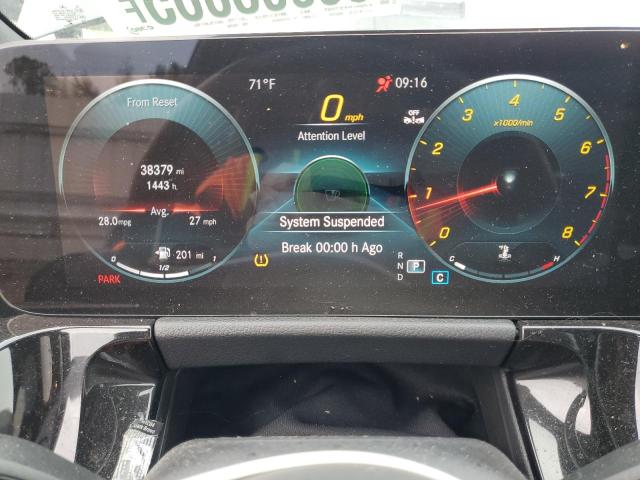 From Reset
38379 mi
1443 h.
Avg.
28.0 mpg
27 mph
201 mi
0
1/2
1
PARK
71°F
09:16
0 mph
Attention Level
System Suspended
Break 00:00 h Ago
OFF
R
N P
D C
x1000/min
0
1
2
3
4
5
6
7
8
C
H